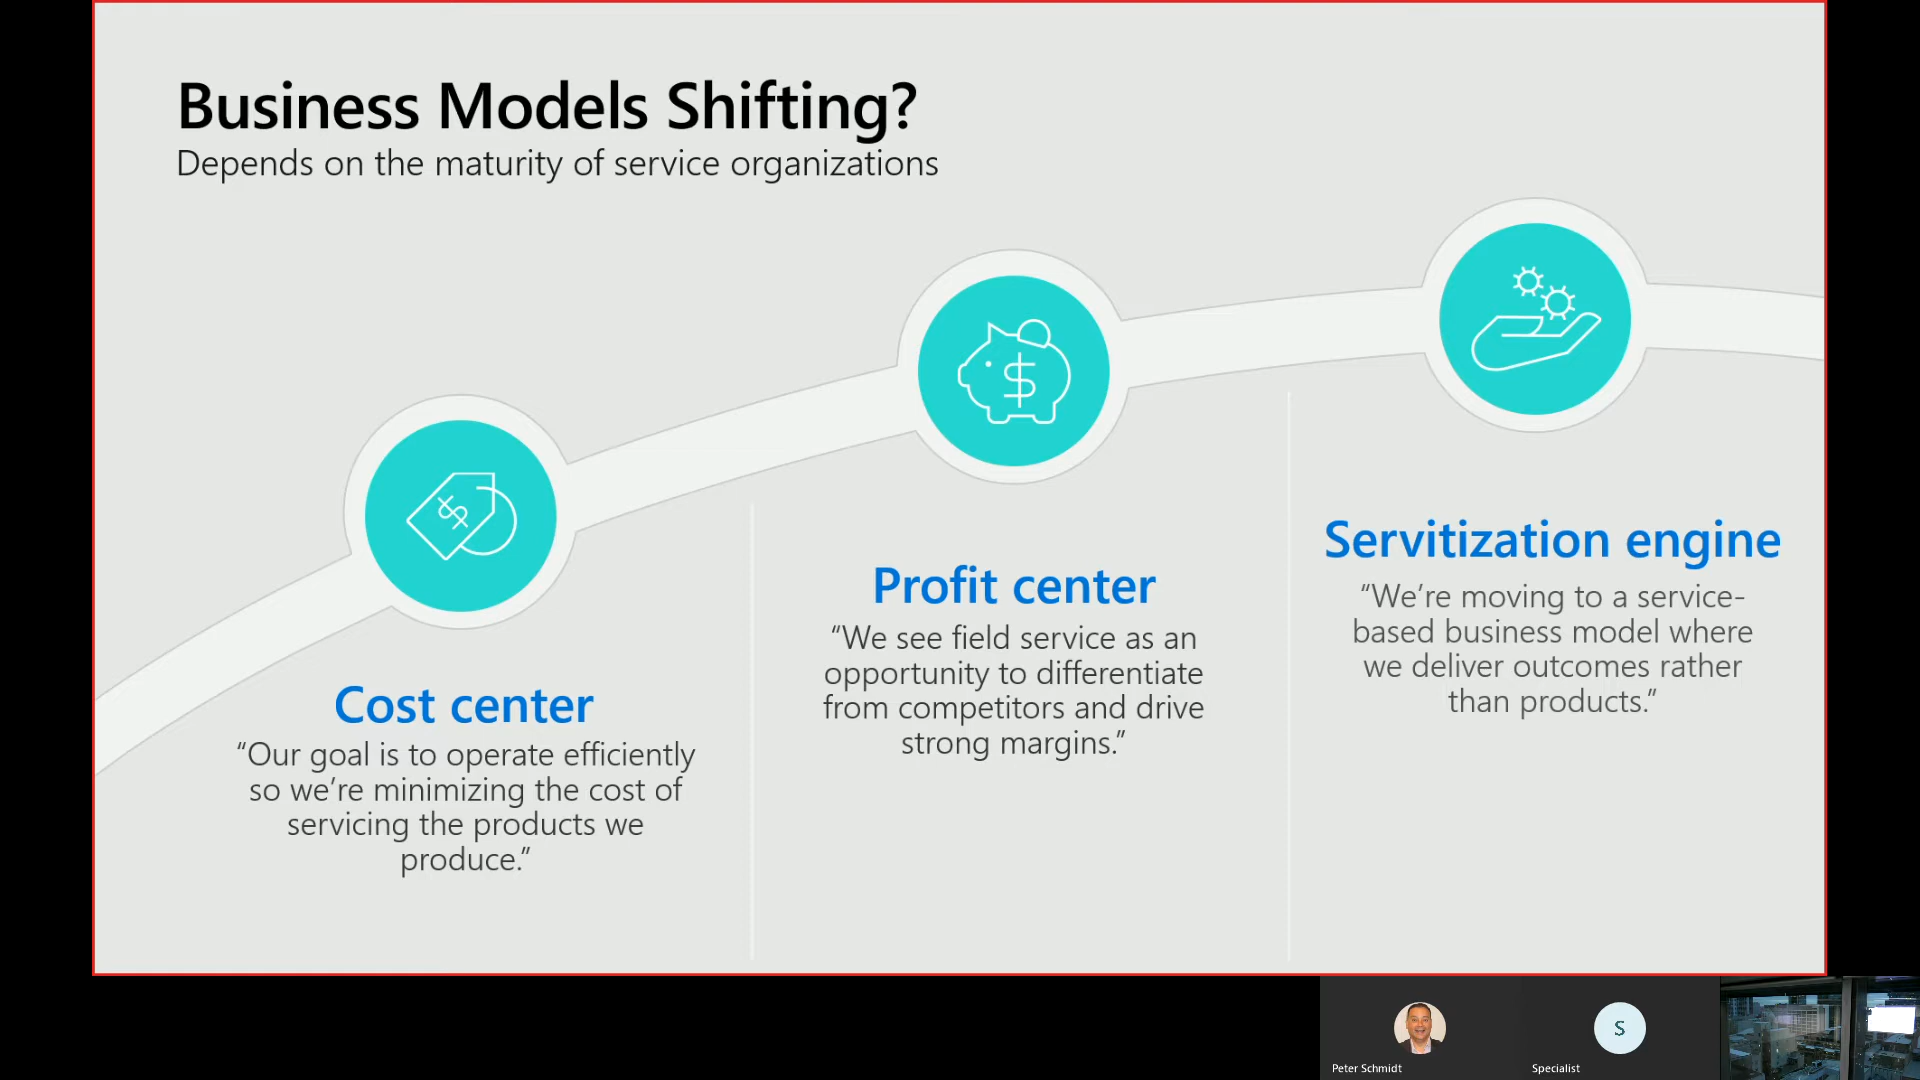 Business Models Shifting?
Depends on the maturity of service organizations
$
Cost center
“Our goal is to operate efficiently
so we’re minimizing the cost of
servicing the products we
produce.”
$
Profit center
“We see field service as an
opportunity to differentiate
from competitors and drive
strong margins.”
Servitization engine
“We’re moving to a service-
based business model where
we deliver outcomes rather
than products.”
Peter Schmidt
S
Specialist